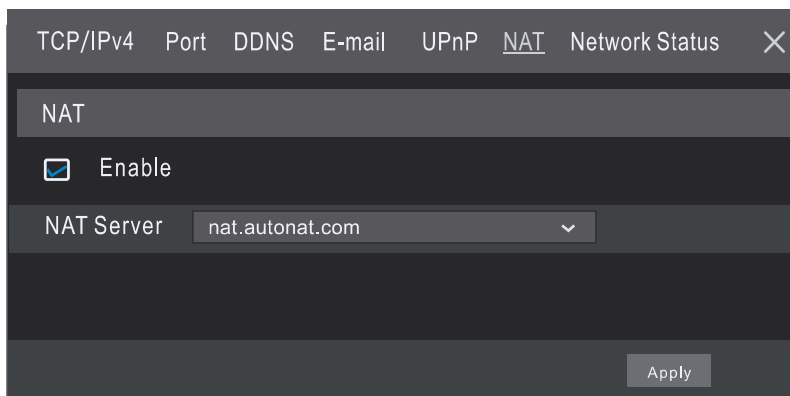 TCP/IPv4 Port DDNS E-mail UPnP NAT Network Status
NAT
Enable
NAT Server nat.autonat.com
Apply